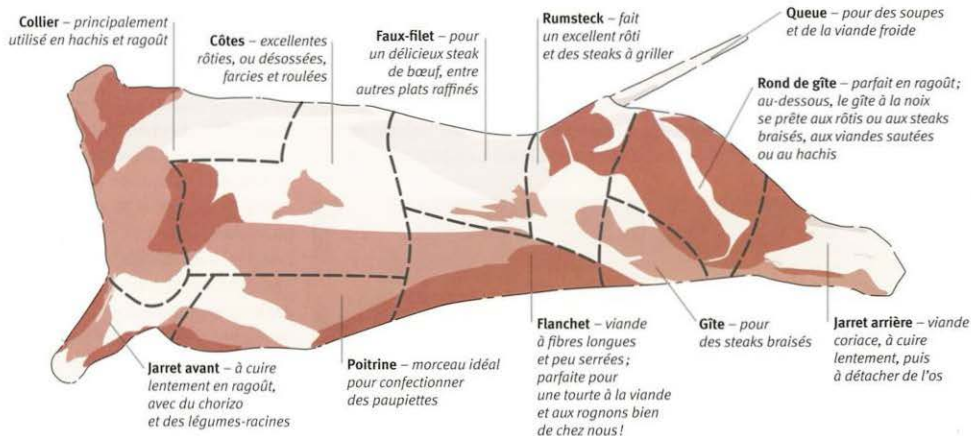 Collier – principalement
utilisé en hachis et ragoût
Côtes – excellentes
rôties, ou désossées,
farcies et roulées
Faux-filet – pour
un délicieux steak
de bœuf, entre
autres plats raffinés
Rumsteck – fait
un excellent rôti
et des steaks à griller
Queue – pour des soupes
et de la viande froide
Rond de gîte – parfait en ragoût ;
au-dessous, le gîte à la noix
se prête aux rôtis ou aux steaks
braisés, aux viandes sautées
ou au hachis
Jarret avant – à cuire
lentement en ragoût,
avec du chorizo
et des légumes-racines
Poitrine – morceau idéal
pour confectionner
des paupiettes
Flanchet – viande
à fibres longues
et peu serrées ;
parfaite pour
une tourte à la viande
et aux rognons bien
de chez nous !
Gîte – pour
des steaks braisés
Jarret arrière – viande
coriace, à cuire
lentement, puis
à détacher de l'os